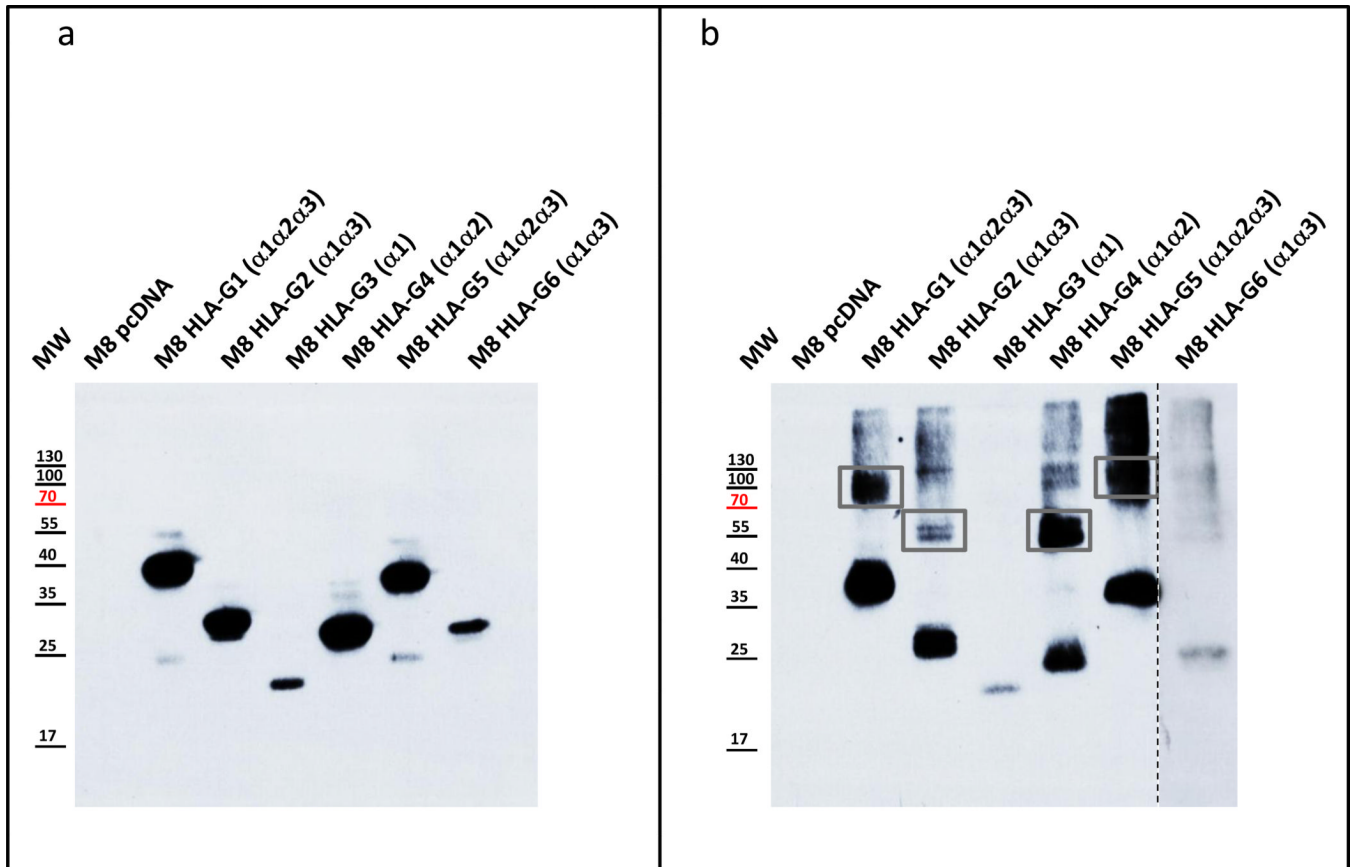 a
MW
M8 pcDNA
M8 HLA-G1 (α1α2α3)
M8 HLA-G2 (α1α3)
M8 HLA-G3 (α1)
M8 HLA-G4 (α1α2)
M8 HLA-G5 (α1α2α3)
M8 HLA-G6 (α1α3)
130
100
70
55
40
35
25
17
b
MW
M8 pcDNA
M8 HLA-G1 (α1α2α3)
M8 HLA-G2 (α1α3)
M8 HLA-G3 (α1)
M8 HLA-G4 (α1α2)
M8 HLA-G5 (α1α2α3)
M8 HLA-G6 (α1α3)
130
100
70
55
40
35
25
17